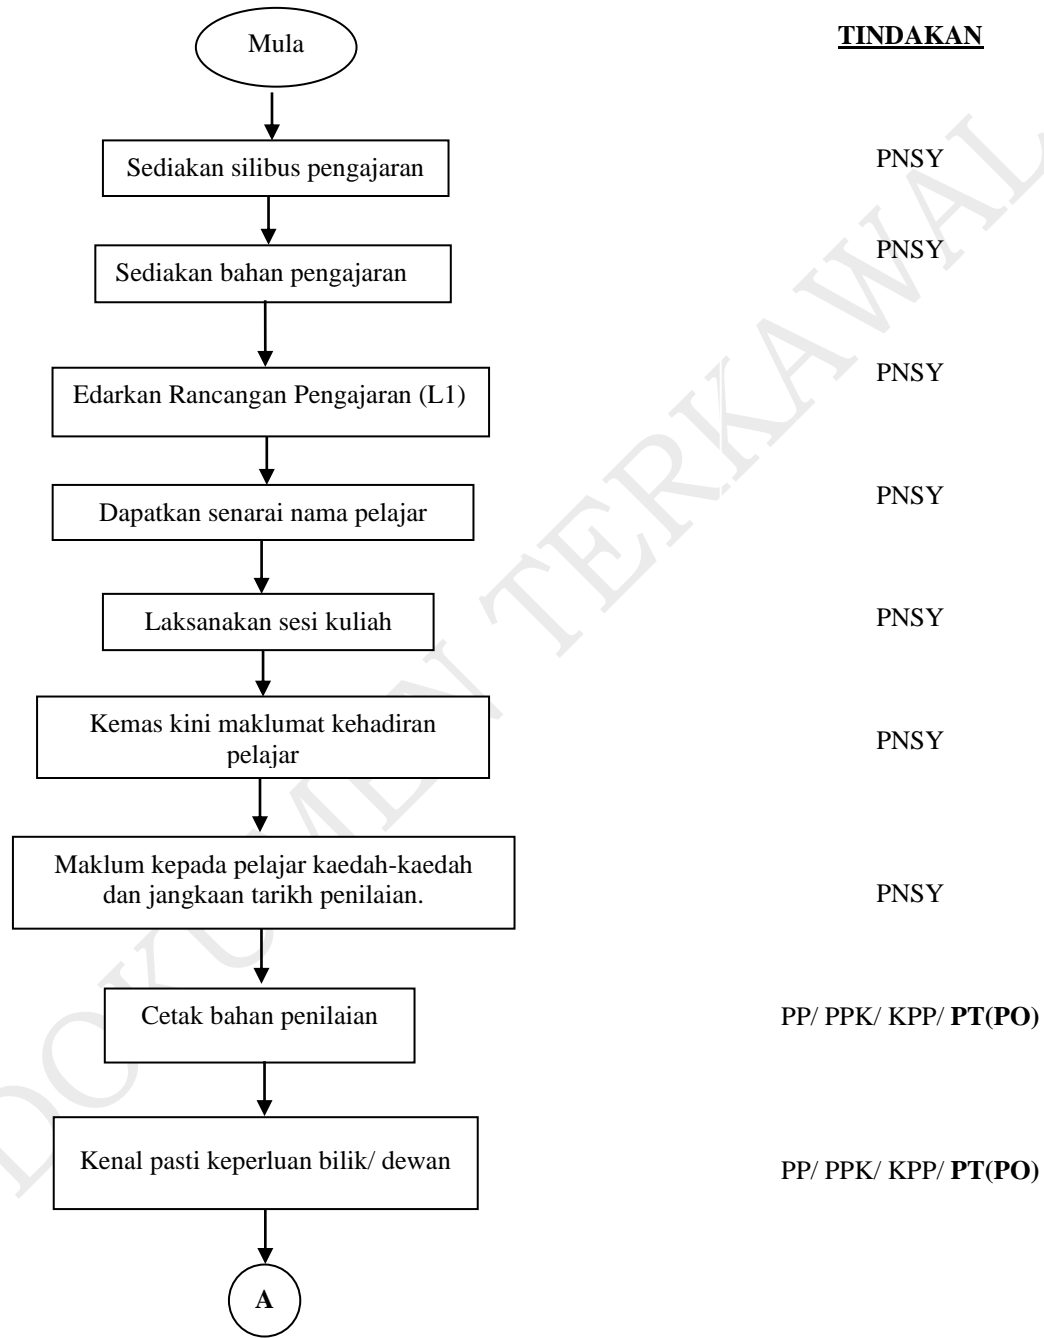 Mula
TINDAKAN
Sediakan silibus pengajaran
PNSY
Sediakan bahan pengajaran
PNSY
Edarkan Rancangan Pengajaran (L1)
PNSY
Dapatkan senarai nama pelajar
PNSY
Laksanakan sesi kuliah
PNSY
Kemas kini maklumat kehadiran
pelajar
PNSY
Maklum kepada pelajar kaedah-kaedah
dan jangkaan tarikh penilaian.
PNSY
Cetak bahan penilaian
PP/ PPK/ KPP/ PT(PO)
Kenal pasti keperluan bilik/ dewan
PP/ PPK/ KPP/ PT(PO)
A
DOKUMEN TERKAWAL